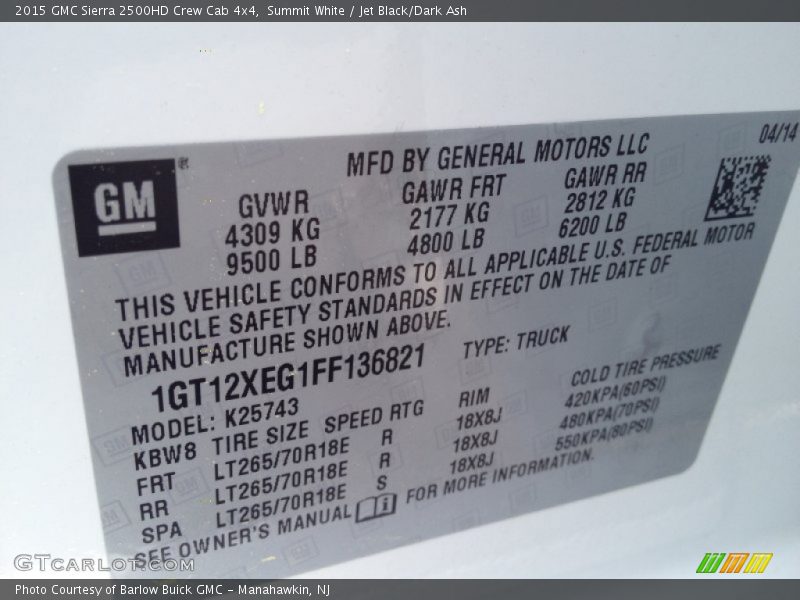 2015 GMC Sierra 2500HD Crew Cab 4x4,  Summit White / Jet Black/Dark Ash
04/14
MFD BY GENERAL MOTORS LLC
GM®
GVWR GAWR FRT GAWR RR
4309 KG 2177 KG 2812 KG
9500 LB 4800 LB 6200 LB
THIS VEHICLE CONFORMS TO ALL APPLICABLE U.S. FEDERAL MOTOR
VEHICLE SAFETY STANDARDS IN EFFECT ON THE DATE OF
MANUFACTURE SHOWN ABOVE.
1GT12XEG1FF136821 TYPE: TRUCK
MODEL: K25743
KBW8 TIRE SIZE SPEED RTG RIM COLD TIRE PRESSURE
FRT LT265/70R18E R 18X8J 420KPA(60PSI)
RR LT265/70R18E R 18X8J 480KPA(70PSI)
SPA LT265/70R18E S 18X8J 550KPA(80PSI)
SEE OWNER'S MANUAL i FOR MORE INFORMATION.
GTcarlot.com
Photo Courtesy of Barlow Buick GMC – Manahawkin, NJ